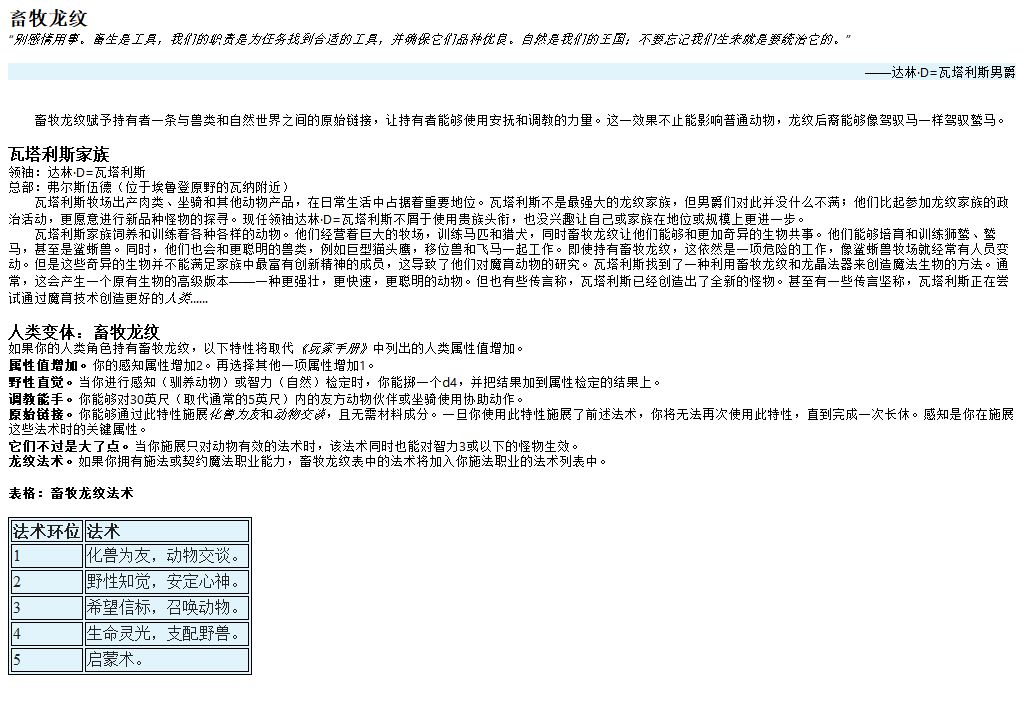 畜牧龙纹
“别感情用事。畜生是工具，我们的职责是为任务找到合适的工具，并确保它们品种优良。自然是我们的王国；不要忘记我们生来就是要统治它的。”
——达林·D=瓦塔利斯男爵
畜牧龙纹赋予持有者一条与兽类和自然世界之间的原始链接，让持有者能够使用安抚和调教的力量。这一效果不止能影响普通动物，龙纹后裔能够像驾驭马一样驾驭鹫马。
瓦塔利斯家族
领袖：达林·D=瓦塔利斯
总部：弗尔斯伍德（位于埃鲁登原野的瓦纳附近）
瓦塔利斯牧场出产肉类、坐骑和其他动物产品，在日常生活中占据着重要地位。瓦塔利斯不是最强大的龙纹家族，但男爵们对此并没什么不满；他们比起参加龙纹家族的政
治活动，更愿意进行新品种怪物的探寻。现任领袖达林·D=瓦塔利斯不屑于使用贵族头衔，也没兴趣让自己或家族在地位或规模上更进一步。
瓦塔利斯家族饲养和训练着各种各样的动物。他们经营着巨大的牧场，训练马匹和猎犬，同时畜牧龙纹让他们能够和更加奇异的生物共事。他们能够培育和训练狮鹫、鹫
马，甚至是鲨蜥兽。同时，他们也会和更聪明的兽类，例如巨型猫头鹰，移位兽和飞马一起工作。即使持有畜牧龙纹，这依然是一项危险的工作，像鲨蜥兽牧场就经常有人员变
动。但是这些奇异的生物并不能满足家族中最富有创新精神的成员，这导致了他们对魔育动物的研究。瓦塔利斯找到了一种利用畜牧龙纹和龙晶法器来创造魔法生物的方法。通
常，这会产生一个原有生物的高级版本——一种更强壮，更快速，更聪明的动物。但也有些传言称，瓦塔利斯已经创造出了全新的怪物。甚至有一些传言坚称，瓦塔利斯正在尝
试通过魔育技术创造更好的人类......
人类变体：畜牧龙纹
如果你的人类角色持有畜牧龙纹，以下特性将取代《玩家手册》中列出的人类属性值增加。
属性值增加。你的感知属性增加2。再选择其他一项属性增加1。
野性直觉。当你进行感知（驯养动物）或智力（自然）检定时，你能掷一个d4，并把结果加到属性检定的结果上。
调教能手。你能够对30英尺（取代通常的5英尺）内的友方动物伙伴或坐骑使用协助动作。
原始链接。你能够通过此特性施展化兽为友和动物交谈，且无需材料成分。一旦你使用此特性施展了前述法术，你将无法再次使用此特性，直到完成一次长休。感知是你在施展
这些法术时的关键属性。
它们不过是大了点。当你施展只对动物有效的法术时，该法术同时也能对智力3或以下的怪物生效。
龙纹法术。如果你拥有施法或契约魔法职业能力，畜牧龙纹表中的法术将加入你施法职业的法术列表中。
表格：畜牧龙纹法术
法术环位 法术
1 化兽为友，动物交谈。
2 野性知觉，安定心神。
3 希望信标，召唤动物。
4 生命灵光，支配野兽。
5 启蒙术。